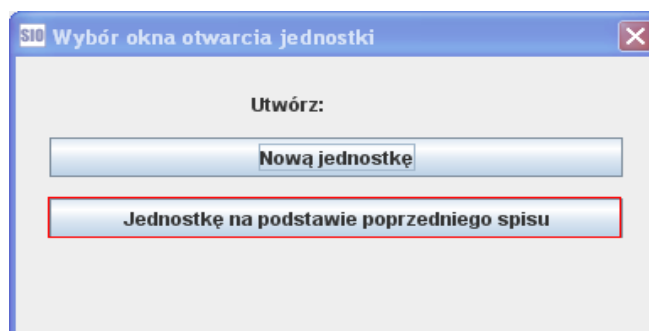 SIO Wybór okna otwarcia jednostki
Utwórz:
Nową jednostkę
Jednostkę na podstawie poprzedniego spisu